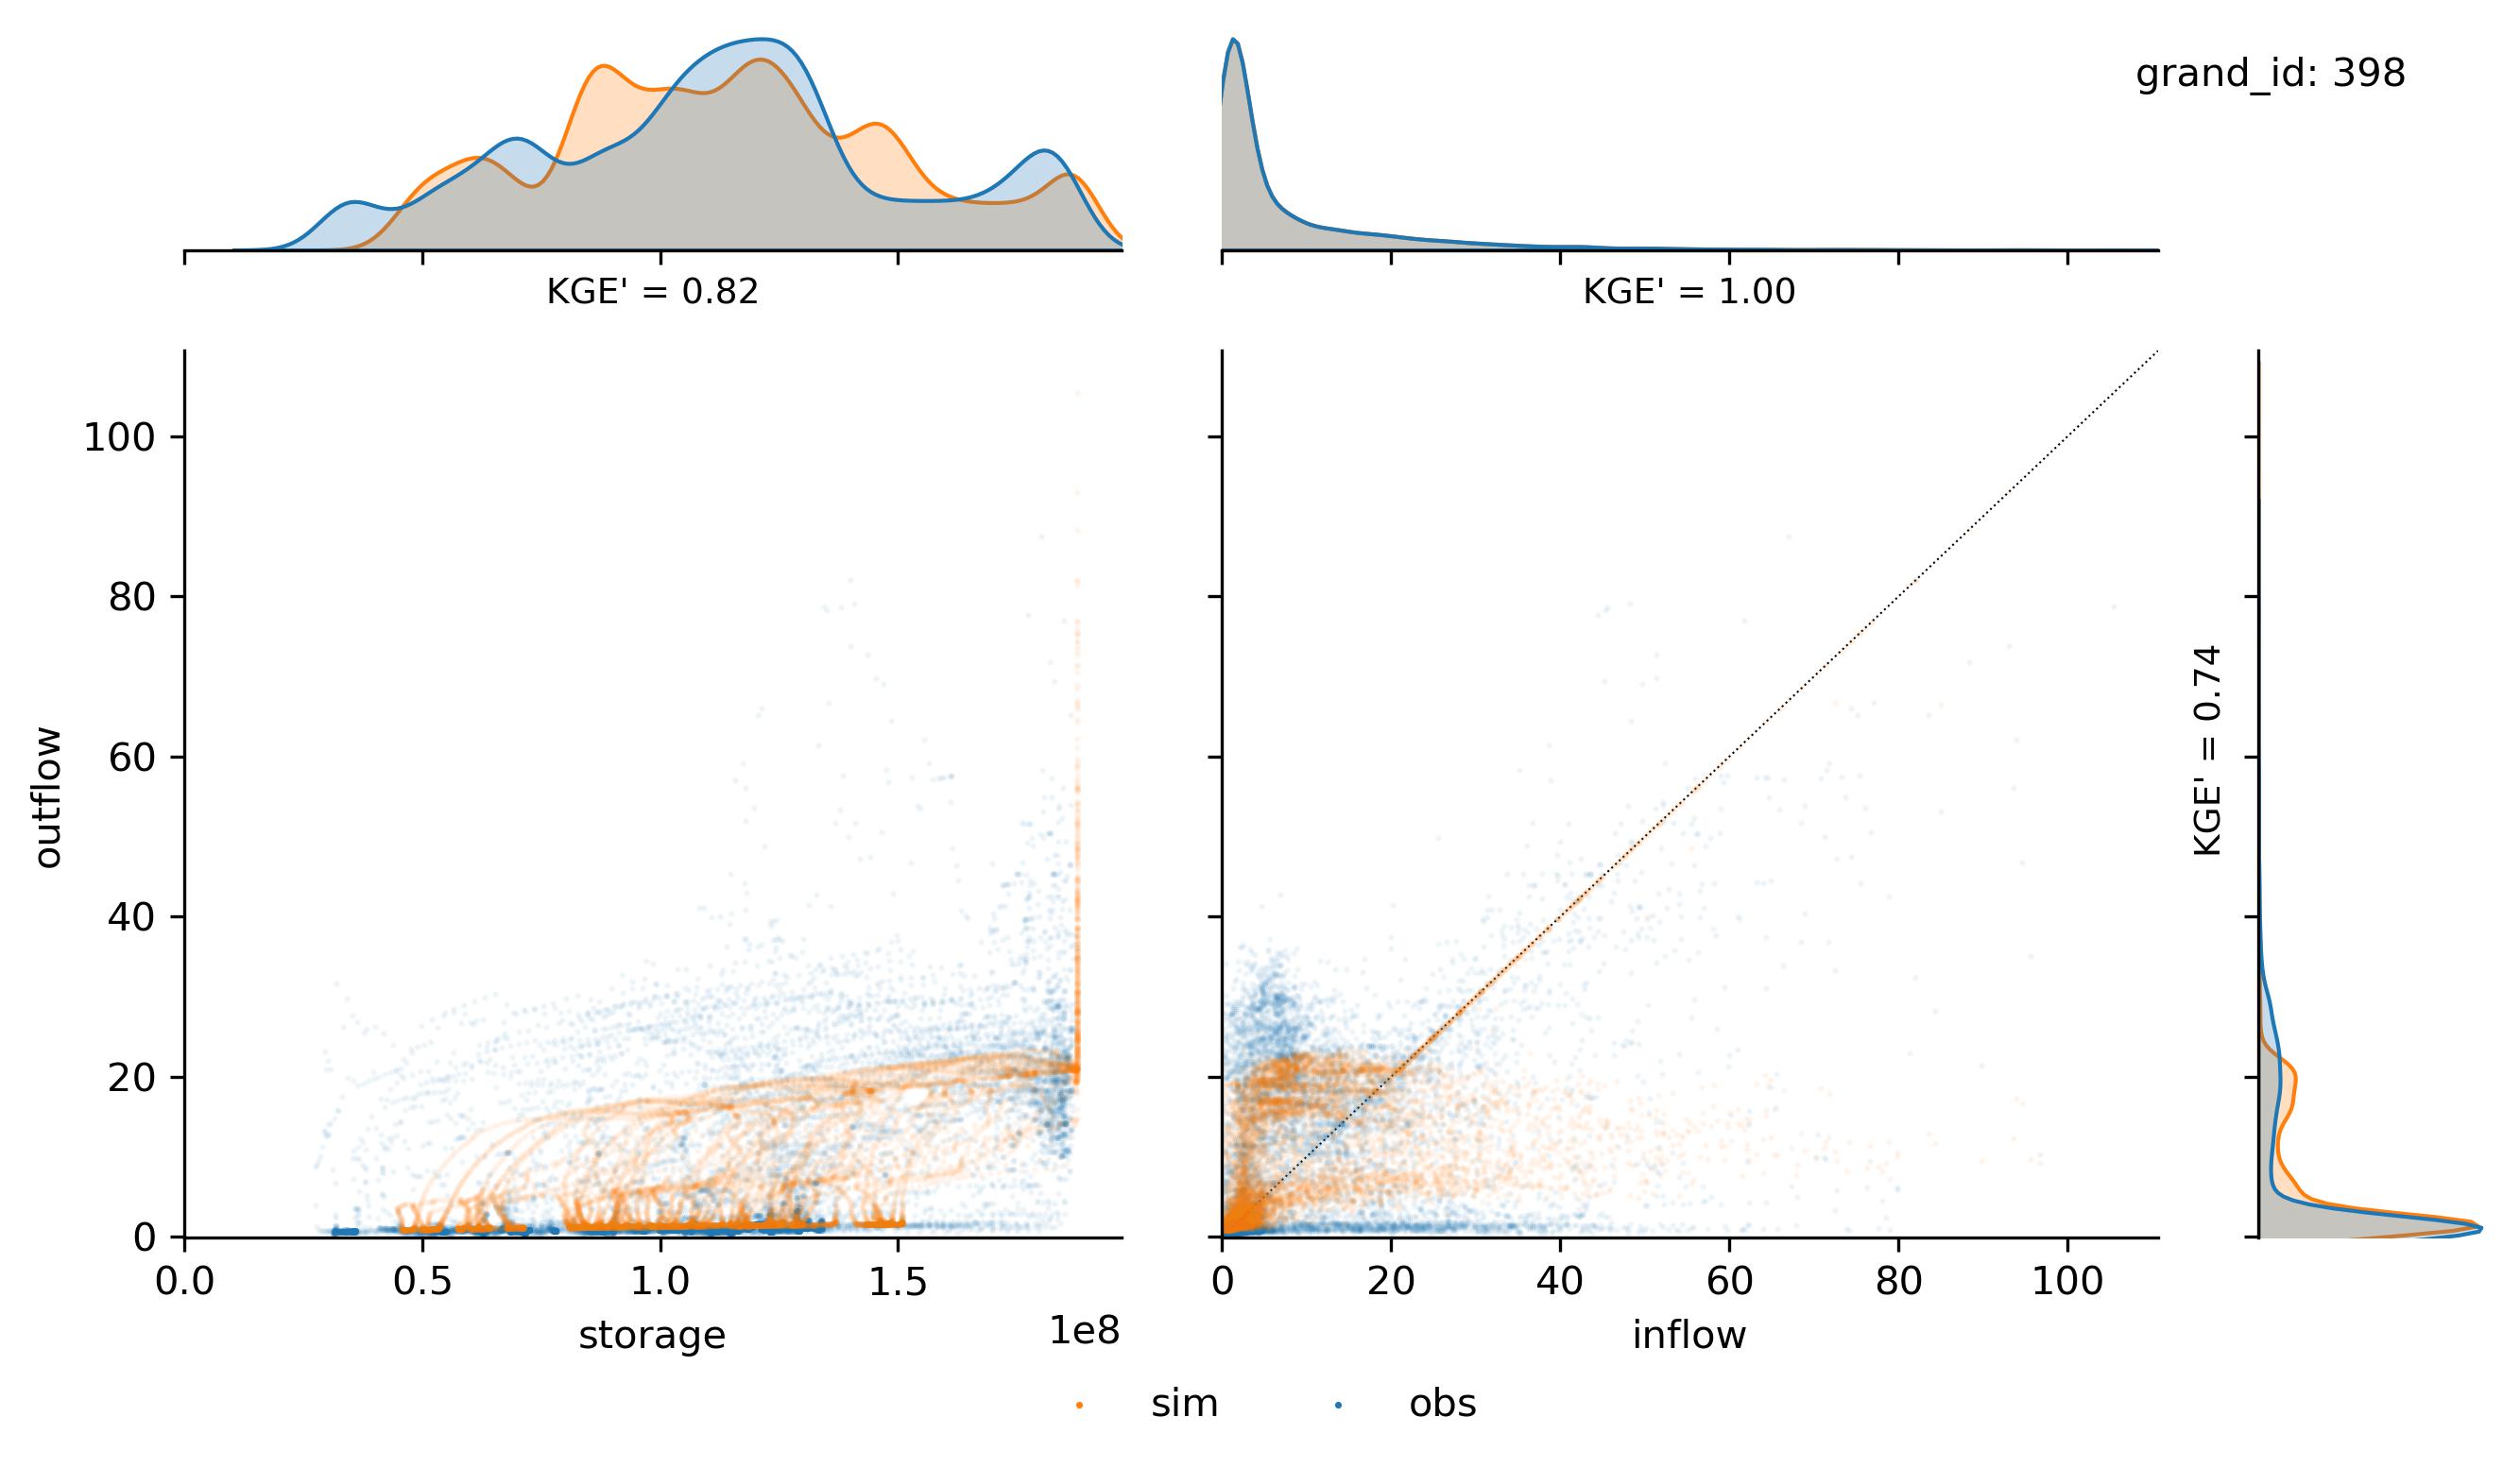 grand_id: 398
KGE' = 0.82
KGE' = 1.00
outflow
100
80
60
40
20
0
KGE' = 0.74
0.0 0.5 1.0 1.5
1e8
storage
0 20 40 60 80 100
inflow
sim obs